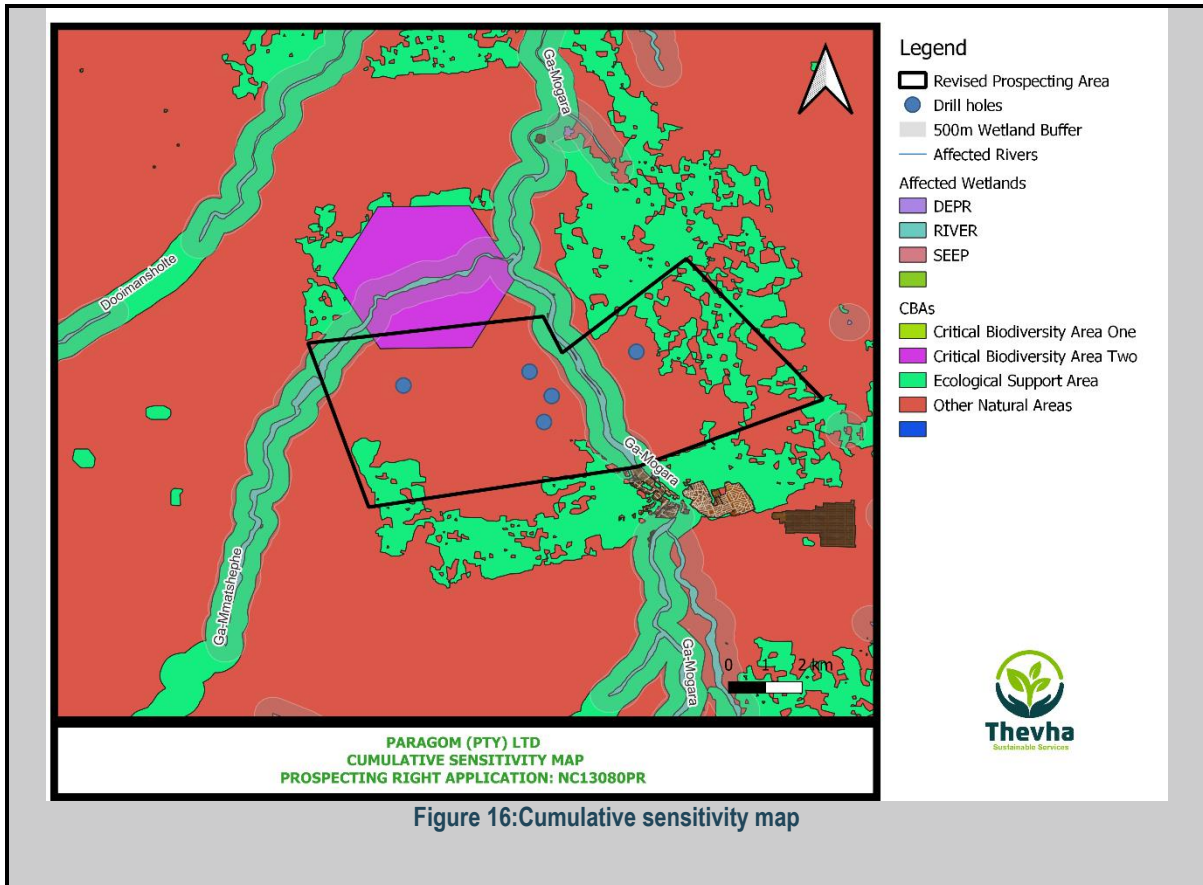 Ga-Mogara
Dooimansholte
Ga-Mogara
Ga-Mmatshephe
Ga-Mogara
0 1 2 km
Legend
Revised Prospecting Area
Drill holes
500m Wetland Buffer
Affected Rivers
Affected Wetlands
DEPR
RIVER
SEEP
CBAs
Critical Biodiversity Area One
Critical Biodiversity Area Two
Ecological Support Area
Other Natural Areas
Thevha
Sustainable Services
PARAGOM (PTY) LTD
CUMULATIVE SENSITIVITY MAP
PROSPECTING RIGHT APPLICATION: NC13080PR
Figure 16:Cumulative sensitivity map